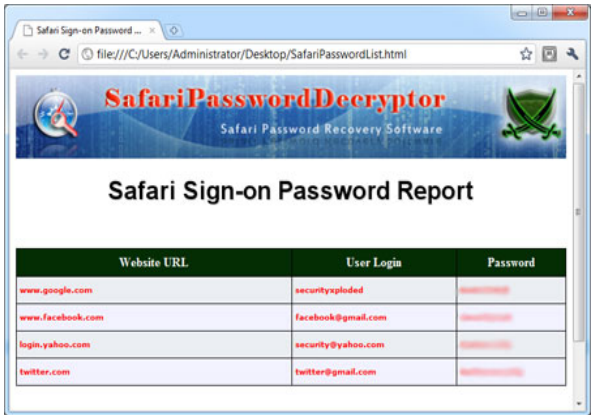 Safari Sign-on Password ...
file:///C:/Users/Administrator/Desktop/SafariPasswordList.html
SafariPasswordDecryptor
Safari Password Recovery Software
Safari Sign-on Password Report
Website URL User Login Password
www.google.com securityxploded
www.facebook.com facebook@gmail.com
login.yahoo.com security@yahoo.com
twitter.com twitter@gmail.com